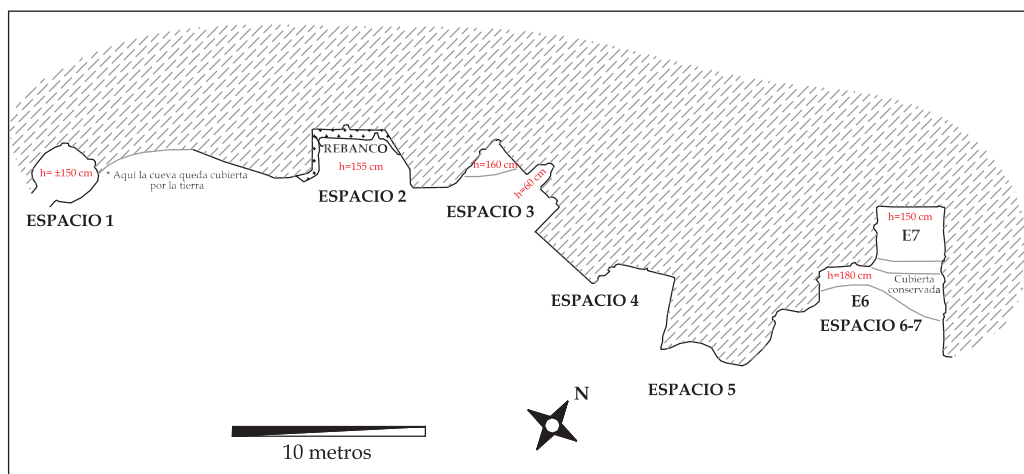 h= ±150 cm
* Aquí la cueva queda cubierta
por la tierra
ESPACIO 1
REBANCO
h=155 cm
ESPACIO 2
h=160 cm
h=60 cm
ESPACIO 3
ESPACIO 4
ESPACIO 5
h=150 cm
E7
h=180 cm
Cubierta
conservada
E6
ESPACIO 6-7
N
10 metros